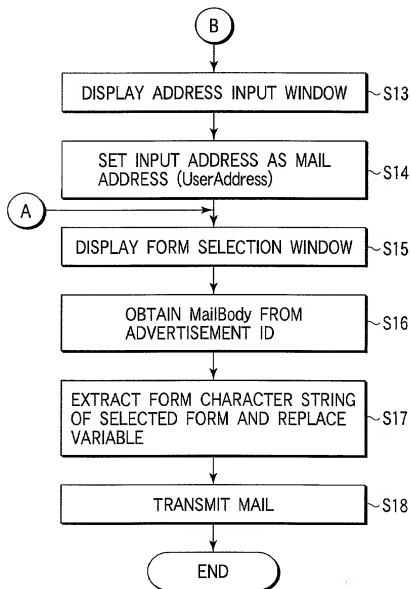 B
DISPLAY ADDRESS INPUT WINDOW
S13
SET INPUT ADDRESS AS MAIL
ADDRESS (UserAddress)
S14
A
DISPLAY FORM SELECTION WINDOW
S15
OBTAIN MailBody FROM
ADVERTISEMENT ID
S16
EXTRACT FORM CHARACTER STRING
OF SELECTED FORM AND REPLACE
VARIABLE
S17
TRANSMIT MAIL
S18
END